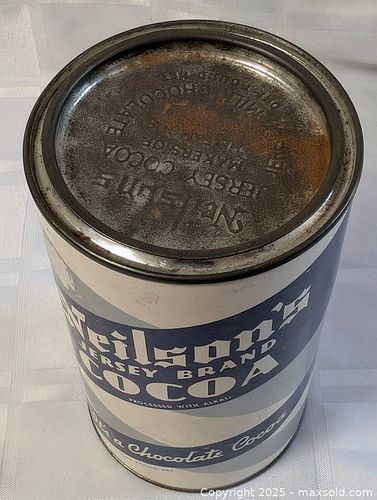 Neilson's
JERSEY COCOA
MAKERS OF
MILK CHOCOLATE
Neilson's
JERSEY BRAND
COCOA
PROCESSED WITH ALKALI
a Chocolate Cocoa
Copyright 2025 - maxsold.com